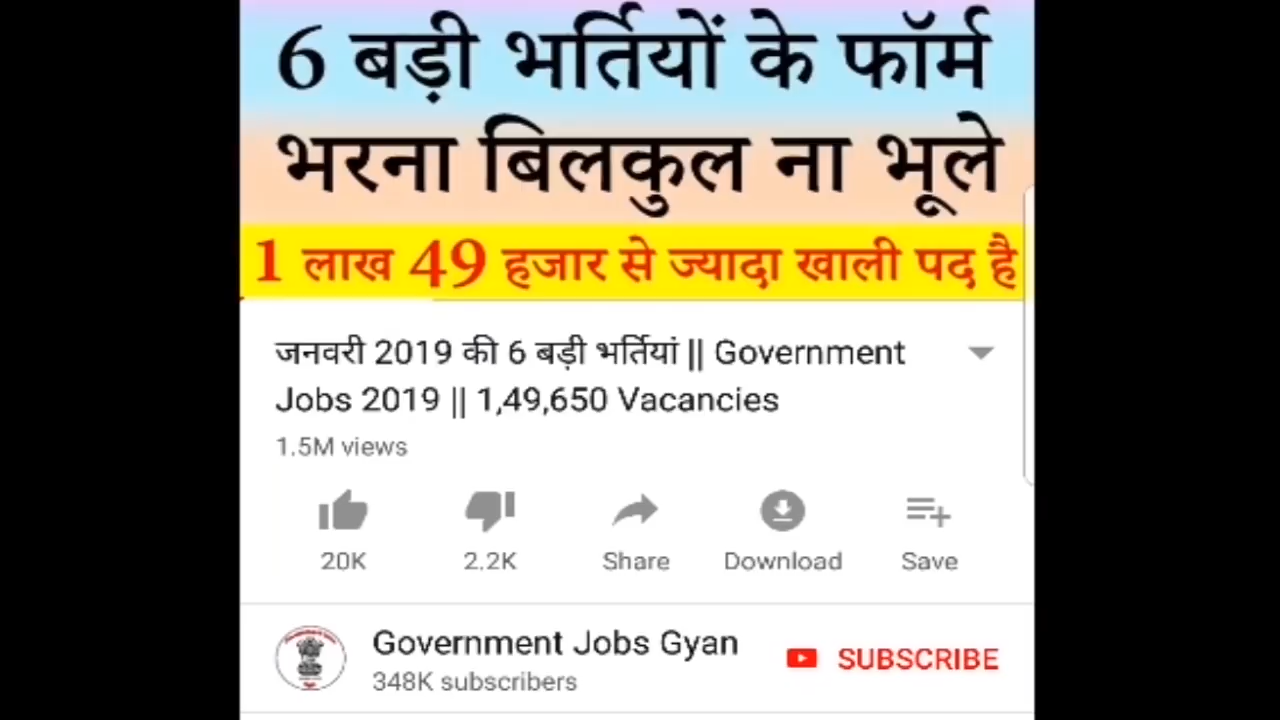 6 बड़ी भर्तियों के फॉर्म
भरना बिलकुल ना भूले
1 लाख 49 हजार से ज्यादा खाली पद है
जनवरी 2019 की 6 बड़ी भर्तियां || Government
Jobs 2019 || 1,49,650 Vacancies
1.5M views
20K 2.2K Share Download Save
Government Jobs Gyan
SUBSCRIBE
348K subscribers